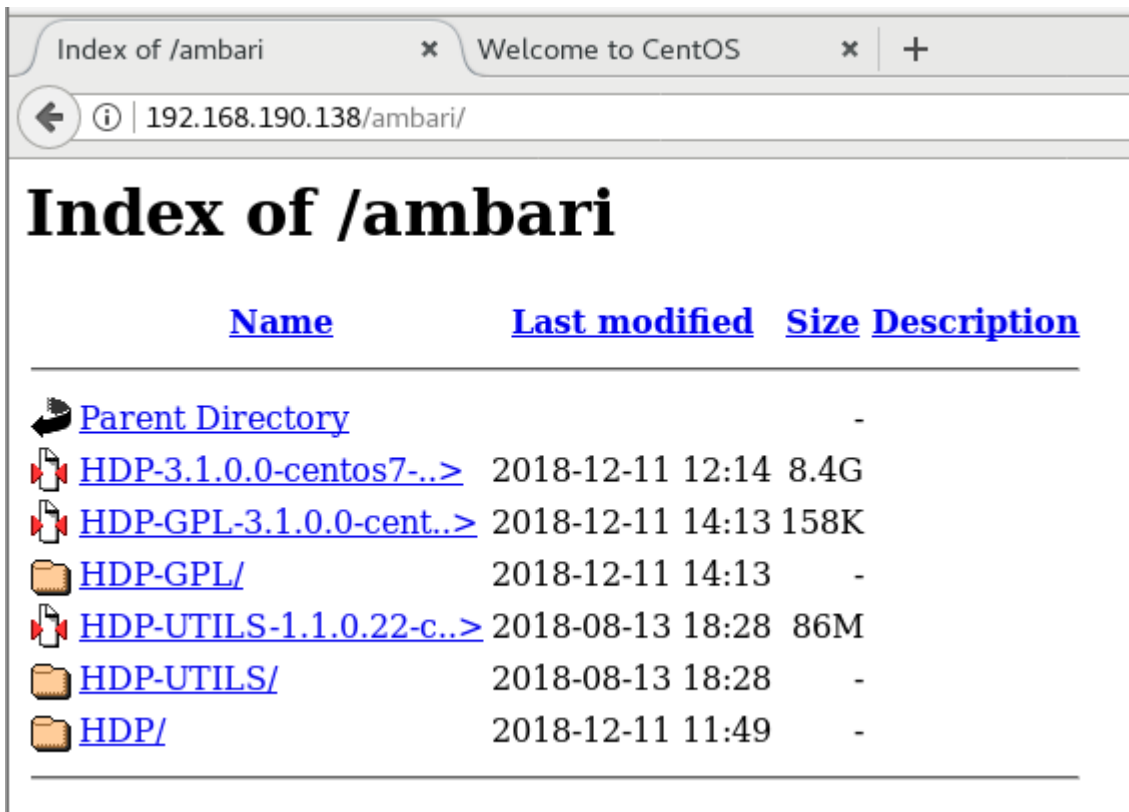 Index of /ambari × Welcome to CentOS × +
192.168.190.138/ambari/
Index of /ambari
Name Last modified Size Description
Parent Directory -
HDP-3.1.0.0-centos7-..> 2018-12-11 12:14 8.4G
HDP-GPL-3.1.0.0-cent..> 2018-12-11 14:13 158K
HDP-GPL/ 2018-12-11 14:13 -
HDP-UTILS-1.1.0.22-c..> 2018-08-13 18:28 86M
HDP-UTILS/ 2018-08-13 18:28 -
HDP/ 2018-12-11 11:49 -